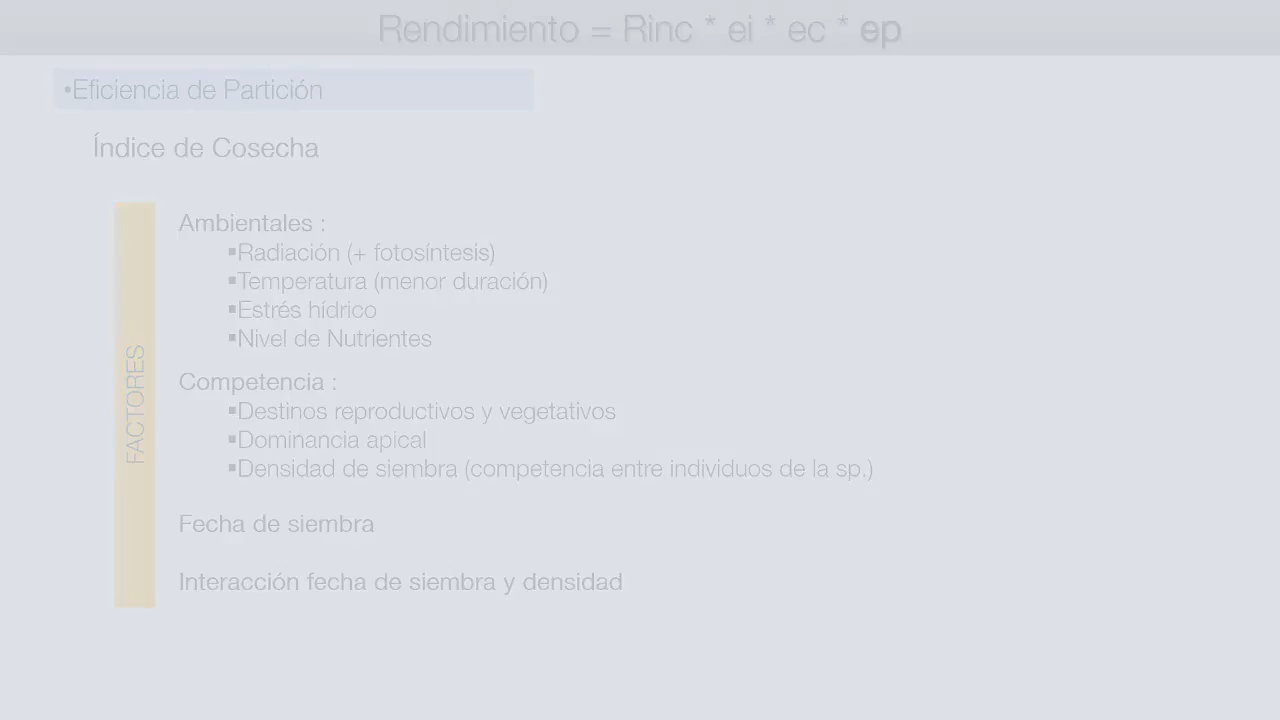 Rendimiento = Rinc * ei * ec * ep
•Eficiencia de Partición
Índice de Cosecha
FACTORES
Ambientales :
▪Radiación (+ fotosíntesis)
▪Temperatura (menor duración)
▪Estrés hídrico
▪Nivel de Nutrientes
Competencia :
▪Destinos reproductivos y vegetativos
▪Dominancia apical
▪Densidad de siembra (competencia entre individuos de la sp.)
Fecha de siembra
Interacción fecha de siembra y densidad